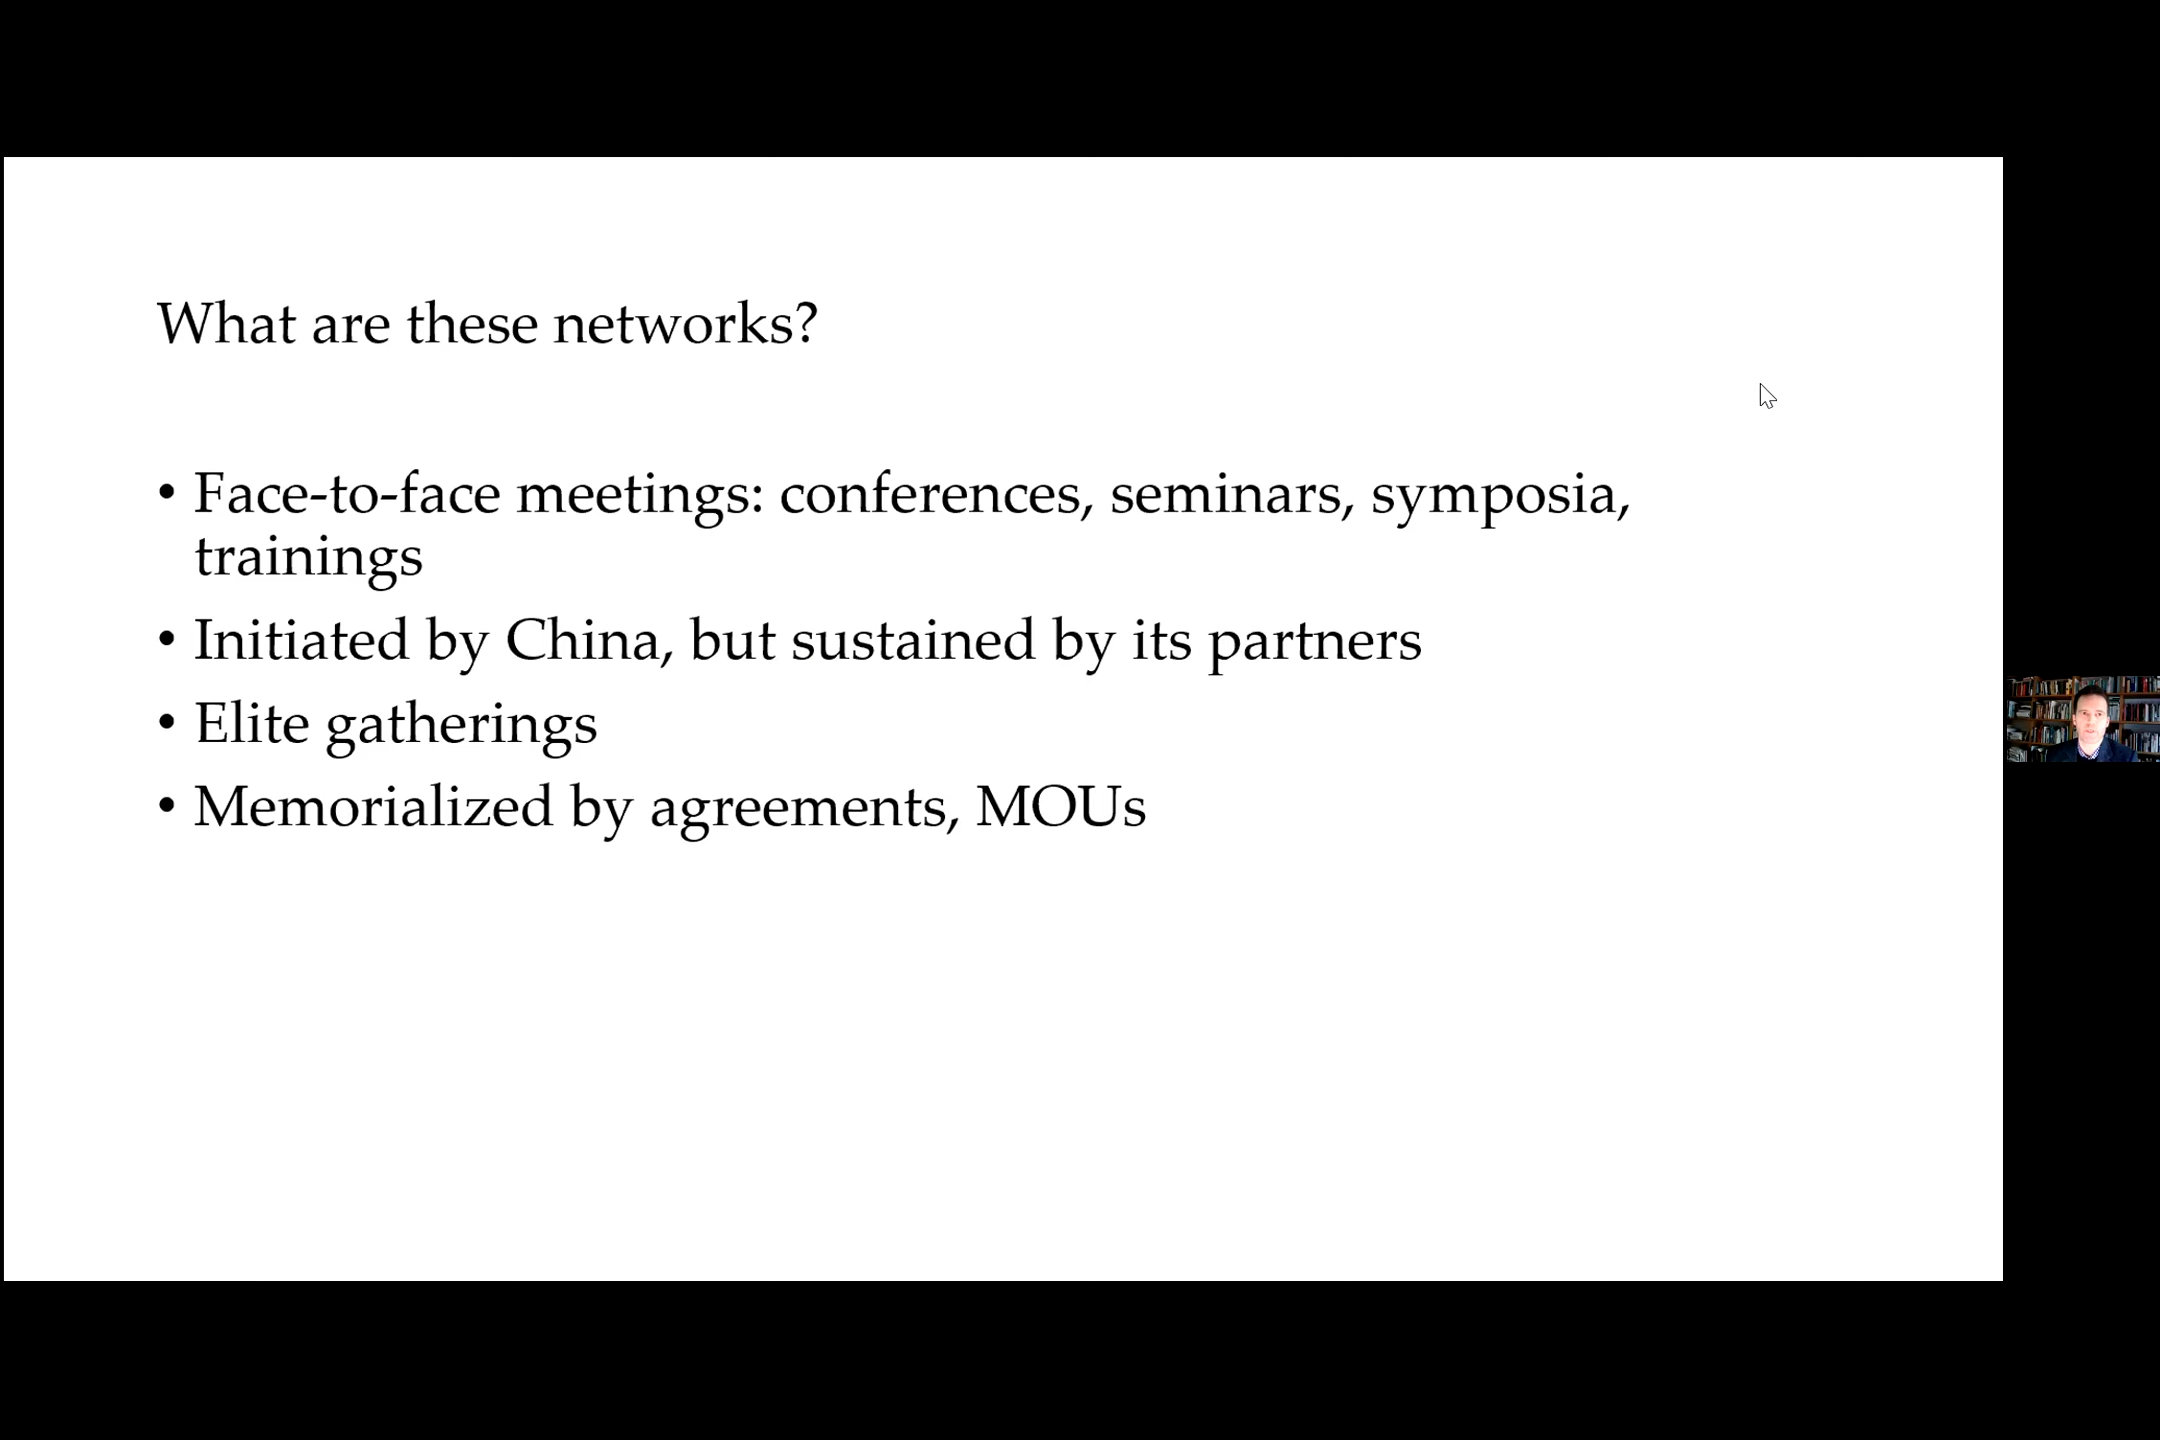 What are these networks?
• Face-to-face meetings: conferences, seminars, symposia,
trainings
• Initiated by China, but sustained by its partners
• Elite gatherings
• Memorialized by agreements, MOUs